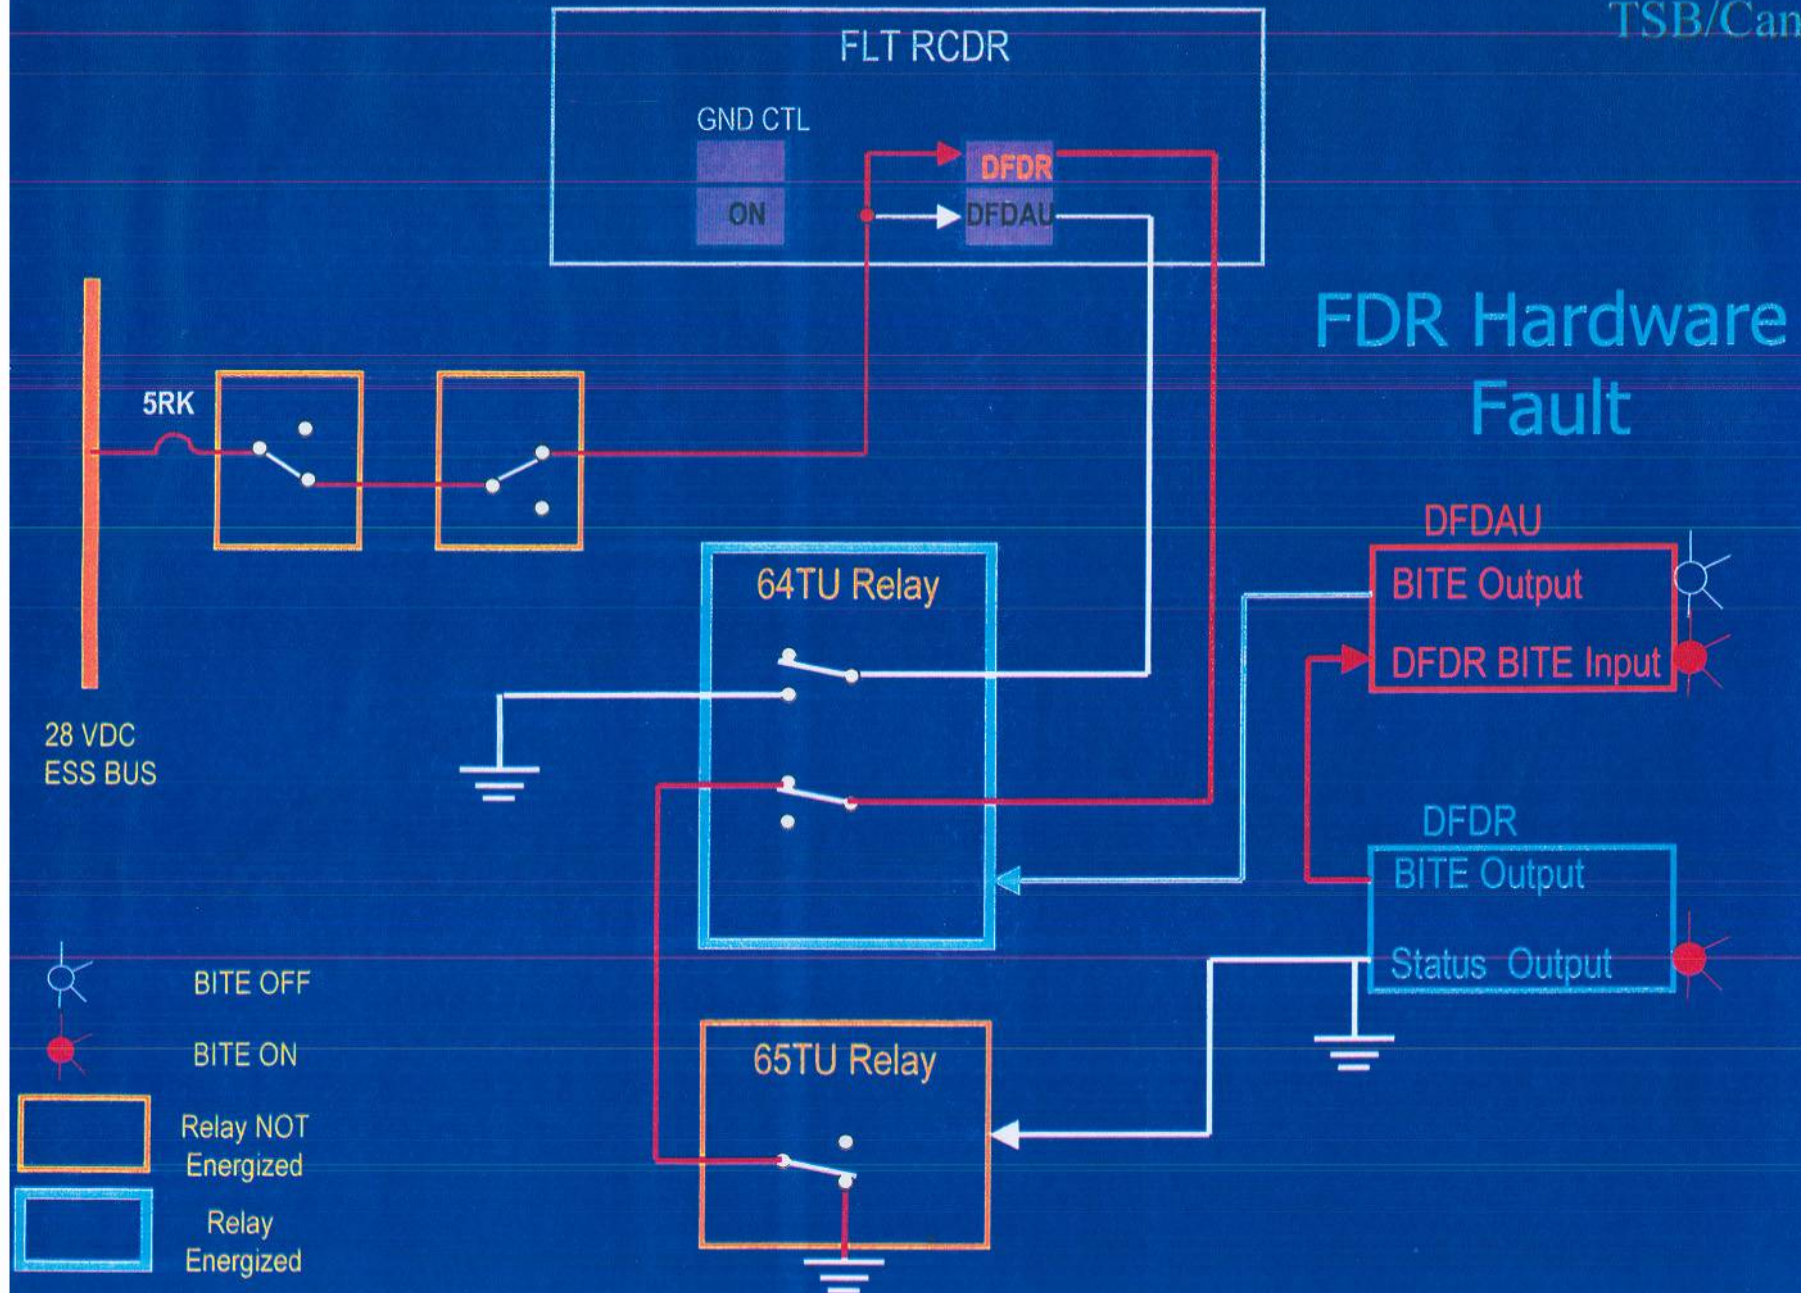 TSB/Can
FLT RCDR
GND CTL
DFDR
ON
DFDAU
FDR Hardware
Fault
5RK
DFDAU
64TU Relay
BITE Output
DFDR BITE Input
28 VDC
ESS BUS
DFDR
BITE Output
Status Output
BITE OFF
BITE ON
65TU Relay
Relay NOT
Energized
Relay
Energized